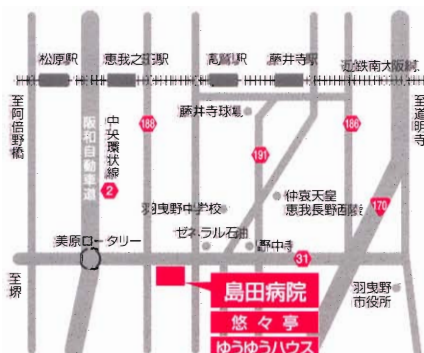 松原駅
恵我之荘駅
高鷲駅
藤井寺駅
近鉄南大阪線
至阿倍野橋
至道明寺
阪和自動車道
中央環状線
2
188
藤井寺球場
191
186
170
羽曳野中学校
仲哀天皇
恵我長野西陵
ゼネラル石油
野中寺
美原ロータリー
31
至堺
島田病院
悠々亭
ゆうゆうハウス
羽曳野
市役所